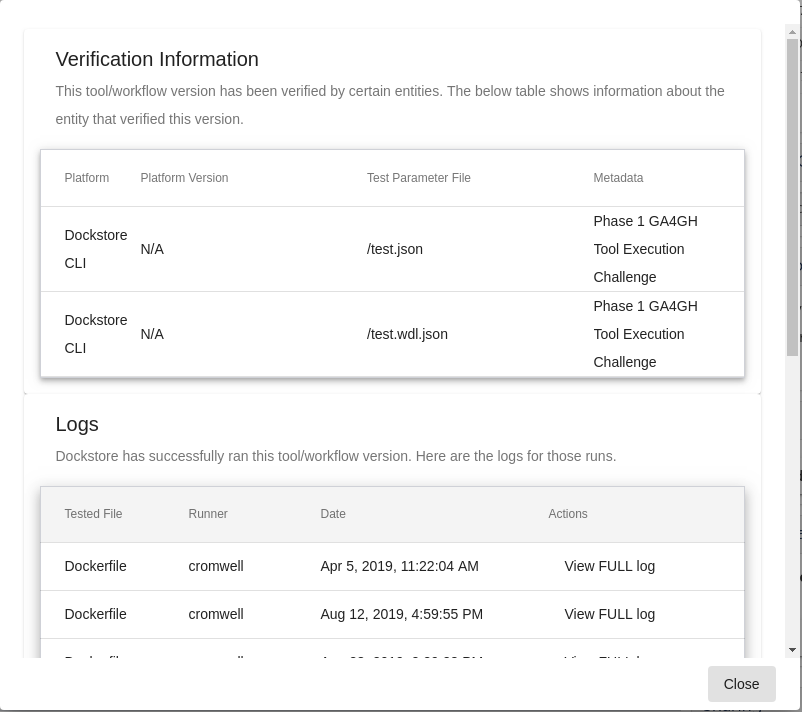 Verification Information
This tool/workflow version has been verified by certain entities. The below table shows information about the
entity that verified this version.
Platform Platform Version Test Parameter File Metadata
Dockstore CLI N/A /test.json Phase 1 GA4GH Tool Execution Challenge
Dockstore CLI N/A /test.wdl.json Phase 1 GA4GH Tool Execution Challenge
Logs
Dockstore has successfully ran this tool/workflow version. Here are the logs for those runs.
Tested File Runner Date Actions
Dockerfile cromwell Apr 5, 2019, 11:22:04 AM View FULL log
Dockerfile cromwell Aug 12, 2019, 4:59:55 PM View FULL log
Close